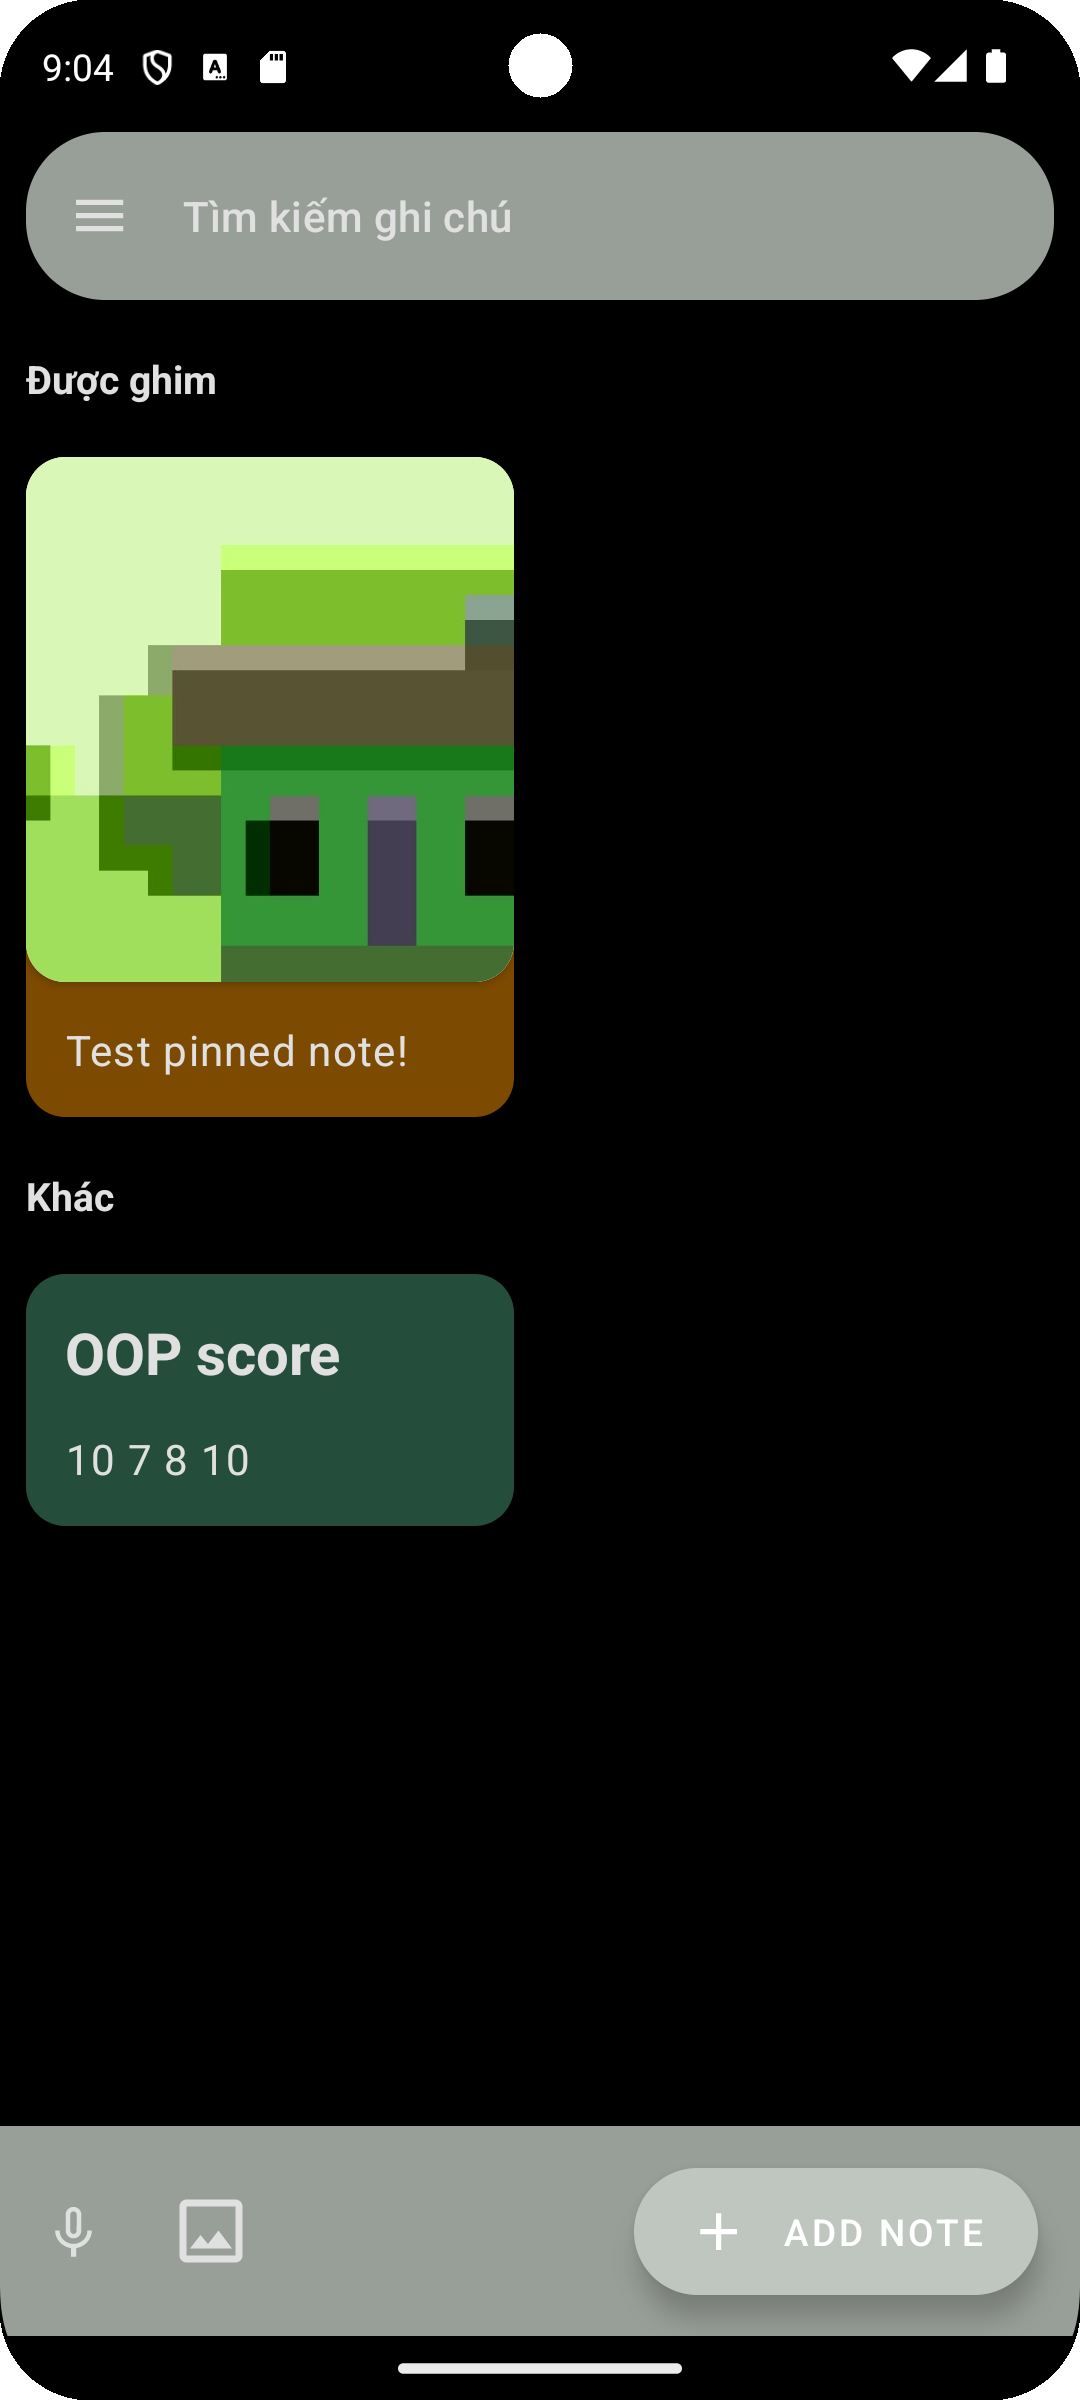 9:04
Tìm kiếm ghi chú
Được ghim
Test pinned note!
Khác
OOP score
10 7 8 10
ADD NOTE